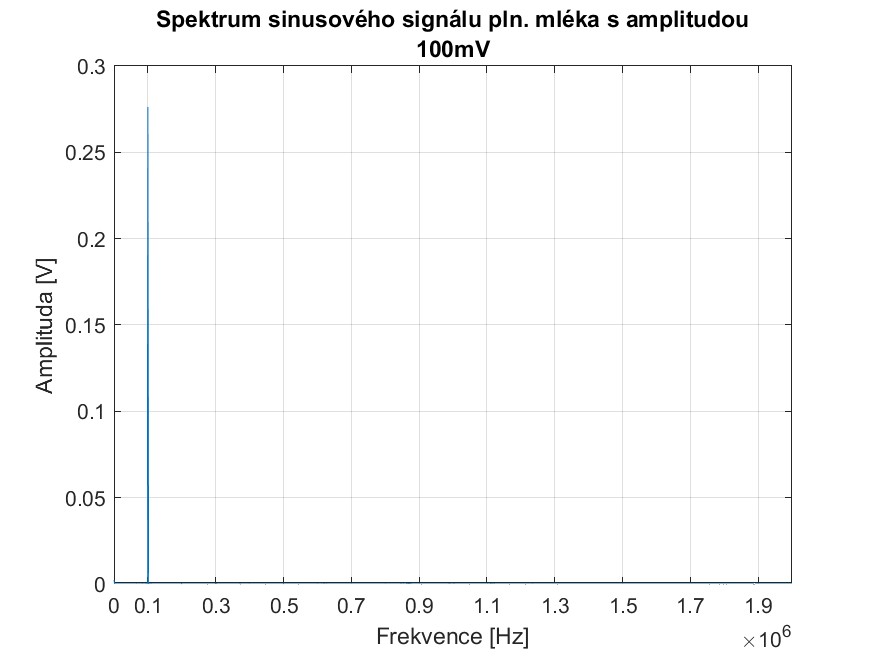 Spektrum sinusového signálu pln. mléka s amplitudou
100mV
0.3
0.25
0.2
0.15
0.1
0.05
0
Amplituda [V]
0 0.1 0.3 0.5 0.7 0.9 1.1 1.3 1.5 1.7 1.9
Frekvence [Hz]
×10⁶